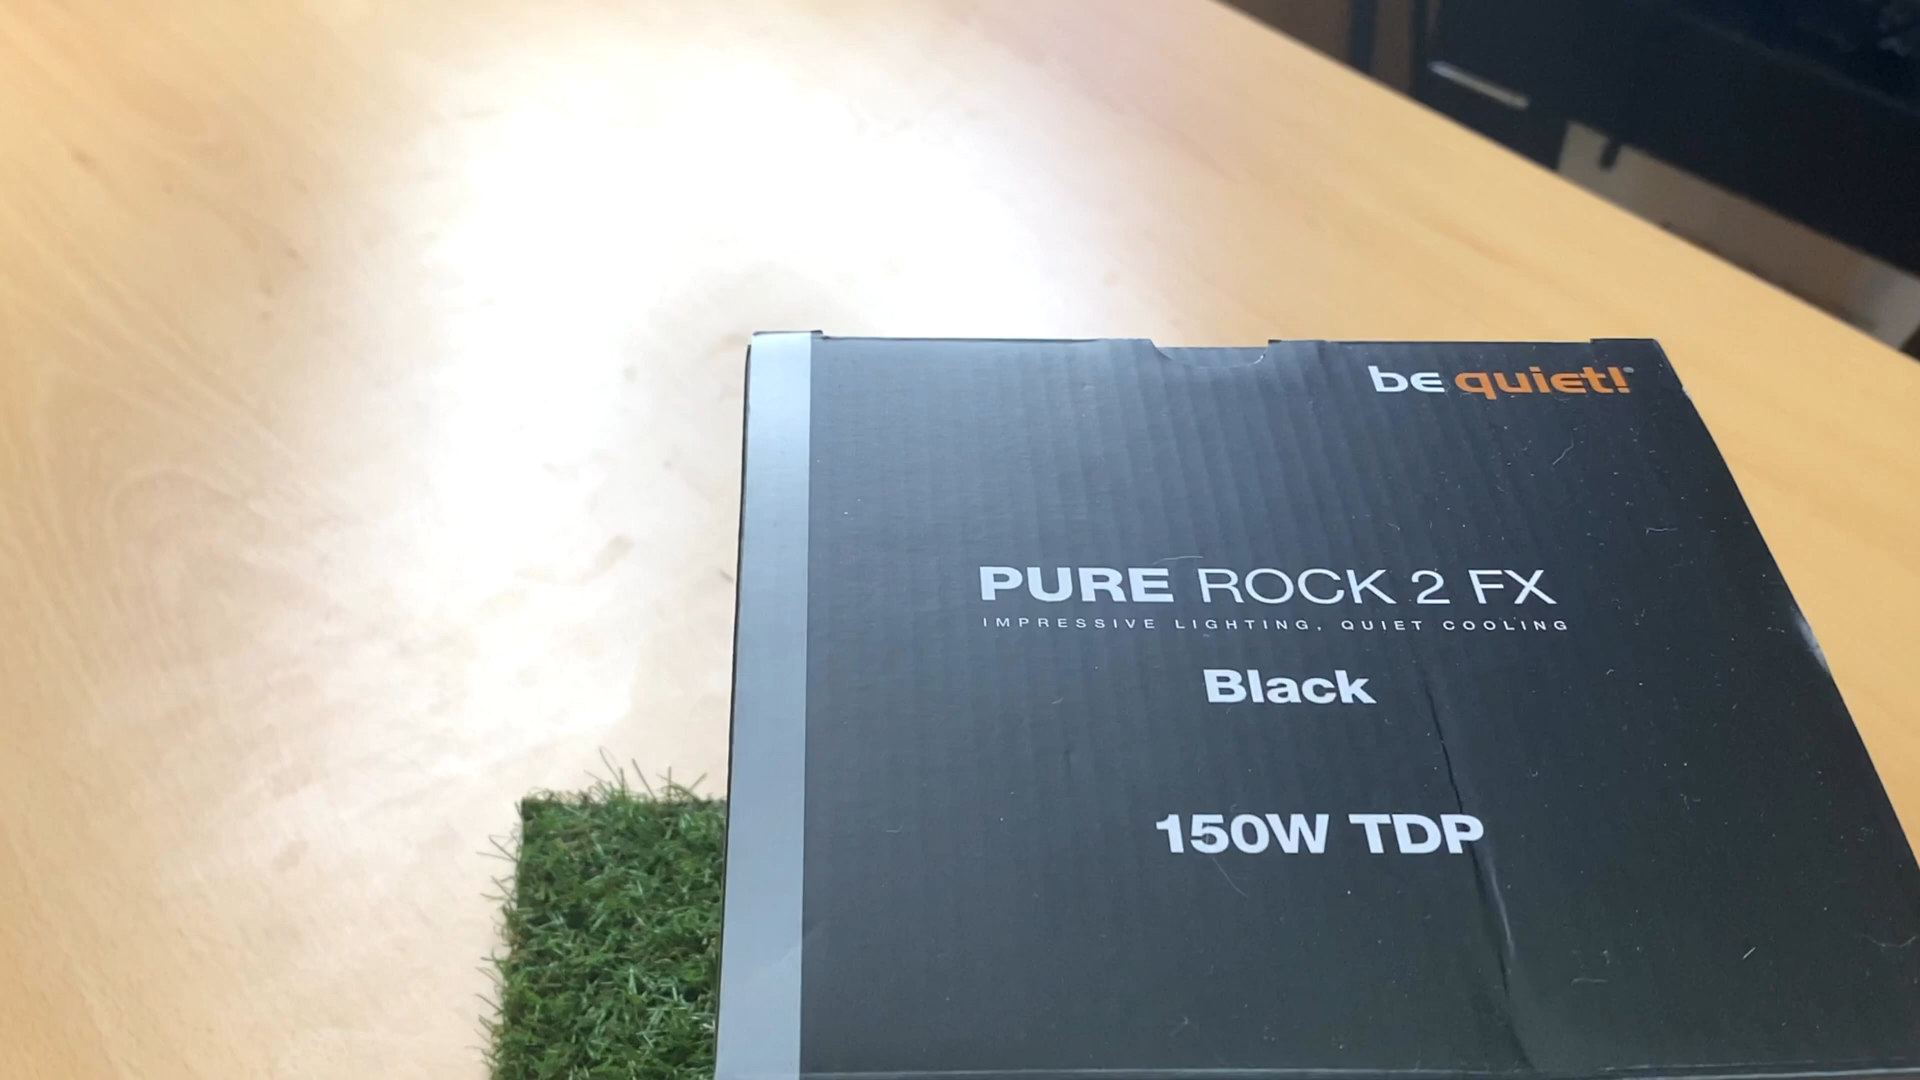 be quiet!®
PURE ROCK 2 FX
IMPRESSIVE LIGHTING, QUIET COOLING
Black
150W TDP